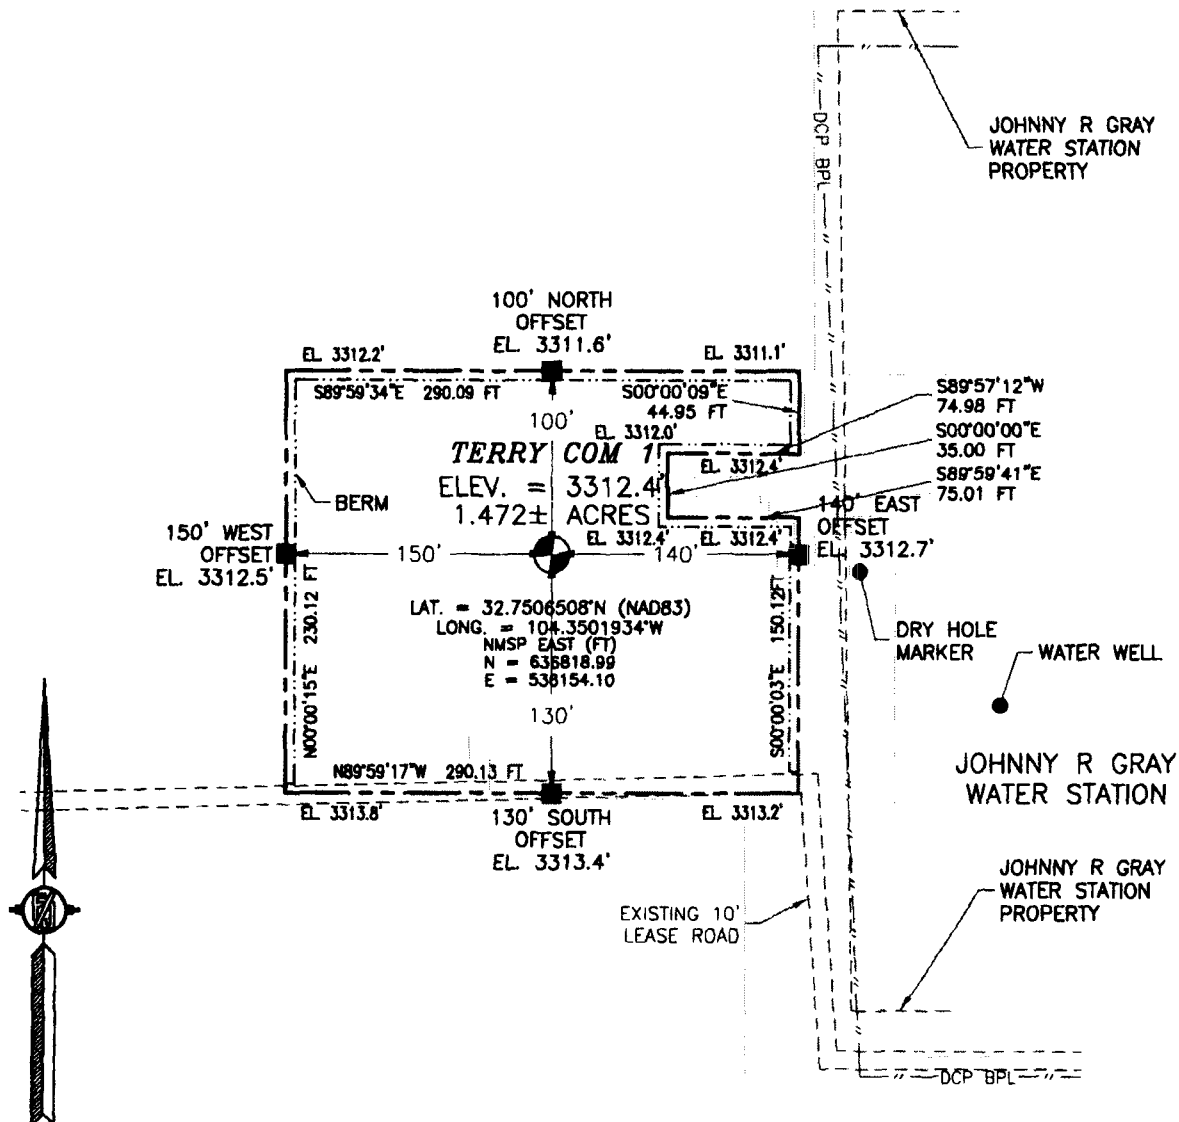 JOHNNY R GRAY
WATER STATION
PROPERTY
DCP BPL
100' NORTH
OFFSET
EL. 3311.6'
EL. 3312.2'
EL. 3311.1'
S89°59'34"E 290.09 FT
S00°00'09"E
44.95 FT
S89°57'12"W
74.98 FT
S00°00'00"E
35.00 FT
S89°59'41"E
75.01 FT
100'
EL. 3312.0'
TERRY COM 1
EL. 3312.4'
ELEV. = 3312.4'
1.472± ACRES
BERM
EL. 3312.4'
EL. 3312.4'
140' EAST
OFFSET
EL. 3312.7'
150' WEST
OFFSET
EL. 3312.5'
150'
140'
LAT. = 32.7506508°N (NAD83)
LONG. = 104.3501934°W
NMSP EAST (FT)
N = 636818.99
E = 536154.10
N00°00'15"E 230.12 FT
S00°00'03"E 150.12FT
DRY HOLE
MARKER
WATER WELL
130'
N89°59'17"W 290.13 FT
EL. 3313.8'
EL. 3313.2'
130' SOUTH
OFFSET
EL. 3313.4'
JOHNNY R GRAY
WATER STATION
JOHNNY R GRAY
WATER STATION
PROPERTY
EXISTING 10'
LEASE ROAD
DCP BPL